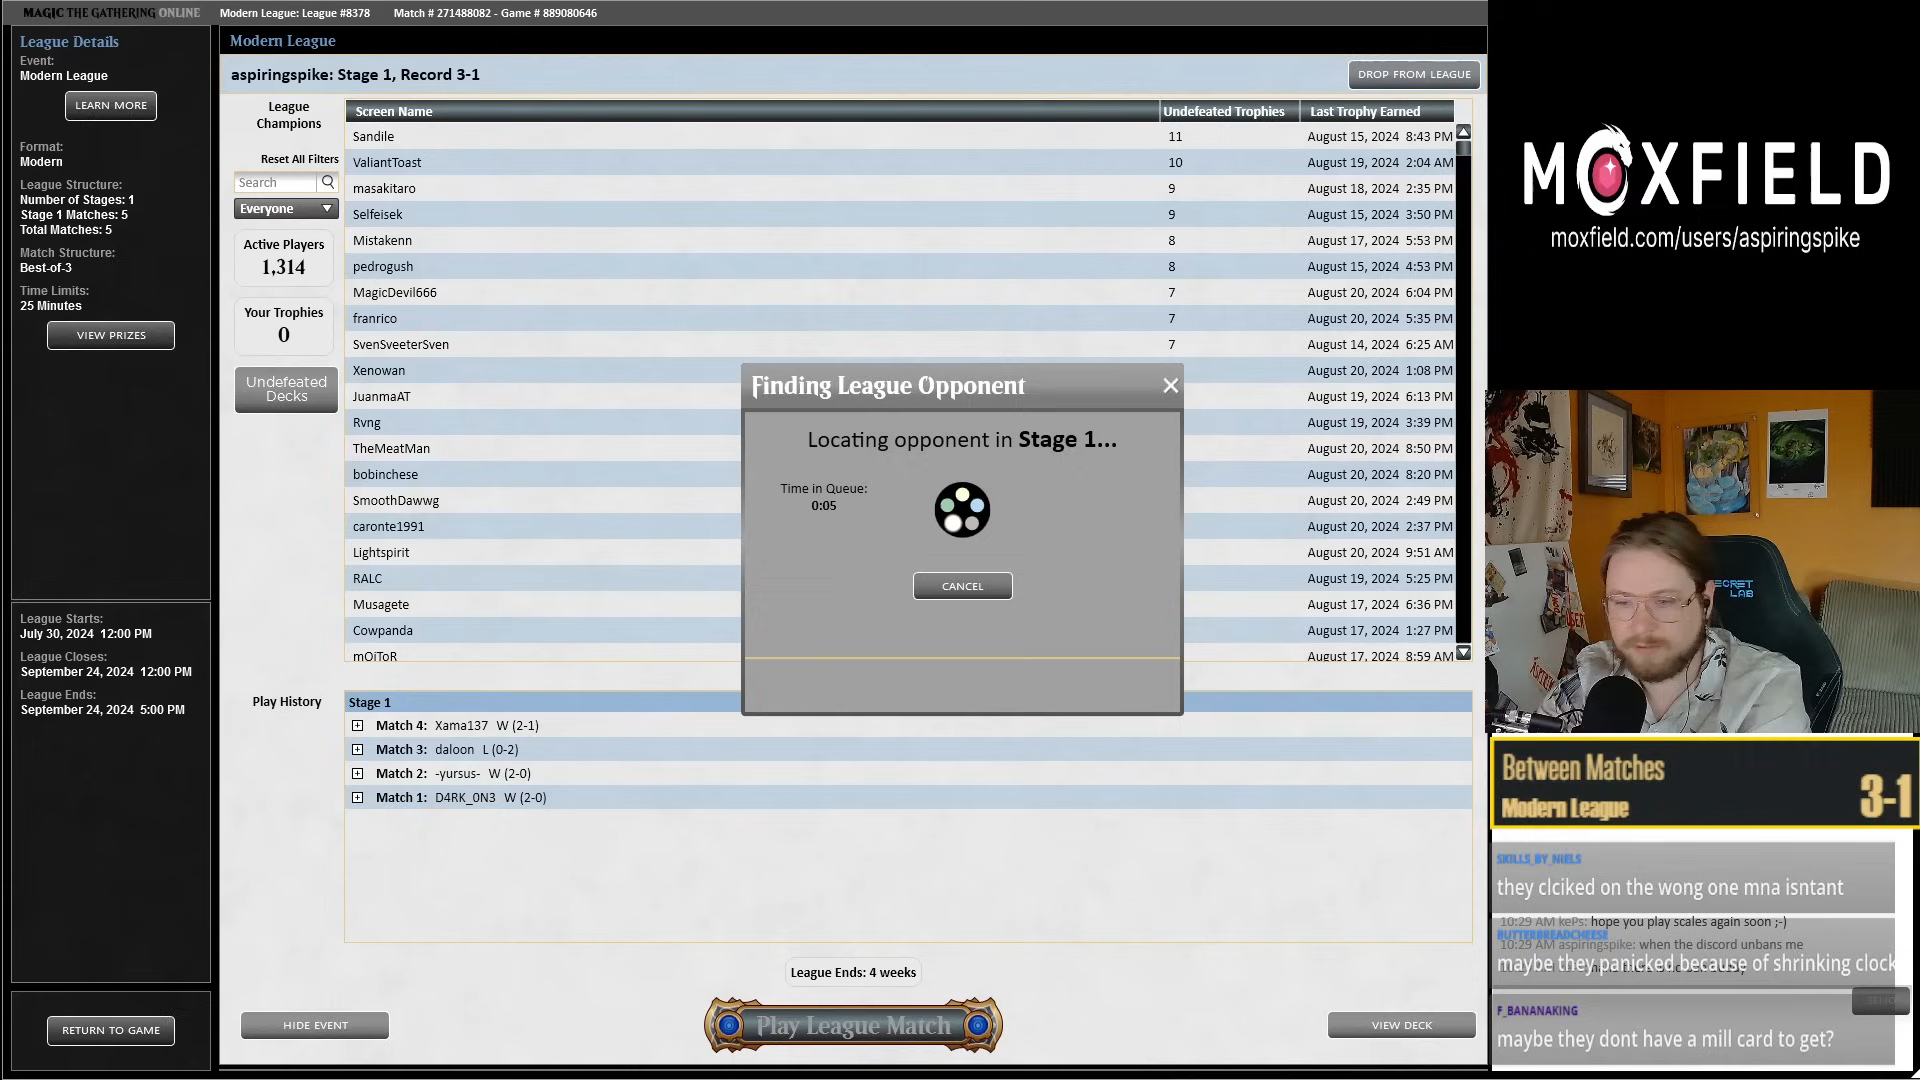 MAGIC THE GATHERING ONLINE
Modern League: League #8378
Match # 271488082 - Game # 889080646
League Details
Event:
Modern League
LEARN MORE
Format:
Modern
League Structure:
Number of Stages: 1
Stage 1 Matches: 5
Total Matches: 5
Match Structure:
Best-of-3
Time Limits:
25 Minutes
VIEW PRIZES
League Starts:
July 30, 2024 12:00 PM
League Closes:
September 24, 2024 12:00 PM
League Ends:
September 24, 2024 5:00 PM
RETURN TO GAME
Modern League
aspiringspike: Stage 1, Record 3-1
DROP FROM LEAGUE
League
Champions
Reset All Filters
Search
Everyone
Active Players
1,314
Your Trophies
0
Undefeated
Decks
Screen Name Undefeated Trophies Last Trophy Earned
Sandile 11 August 15, 2024 8:43 PM
ValiantToast 10 August 19, 2024 2:04 AM
masakitaro 9 August 18, 2024 2:35 PM
Selfeisek 9 August 15, 2024 3:50 PM
Mistakenn 8 August 17, 2024 5:53 PM
pedrogush 8 August 15, 2024 4:53 PM
MagicDevil666 7 August 20, 2024 6:04 PM
franrico 7 August 20, 2024 5:35 PM
SvenSveeterSven 7 August 14, 2024 6:25 AM
Xenowan August 20, 2024 1:08 PM
JuanmaAT August 19, 2024 6:13 PM
Rvng August 19, 2024 3:39 PM
TheMeatMan August 20, 2024 8:50 PM
bobinchese August 20, 2024 8:20 PM
SmoothDawwg August 20, 2024 2:49 PM
caronte1991 August 20, 2024 2:37 PM
Lightspirit August 20, 2024 9:51 AM
RALC August 19, 2024 5:25 PM
Musagete August 17, 2024 6:36 PM
Cowpanda August 17, 2024 1:27 PM
mOiToR August 17, 2024 8:59 AM
Finding League Opponent
Locating opponent in Stage 1...
Time in Queue:
0:05
CANCEL
Play History
Stage 1
Match 4: Xama137 W (2-1)
Match 3: daloon L (0-2)
Match 2: -yursus- W (2-0)
Match 1: D4RK_0N3 W (2-0)
League Ends: 4 weeks
HIDE EVENT
Play League Match
VIEW DECK
MOXFIELD
moxfield.com/users/aspiringspike
SECRET
LAB
Between Matches
Modern League
3-1
SKILLS_BY_NIELS
they clciked on the wong one mna isntant
10:29 AM kePs: hope you play scales again soon ;-)
BUTTERBREADCHEESE
10:29 AM aspiringspike: when the discord unbans me
maybe they panicked because of shrinking clock
SEND
F_BANANAKING
maybe they dont have a mill card to get?